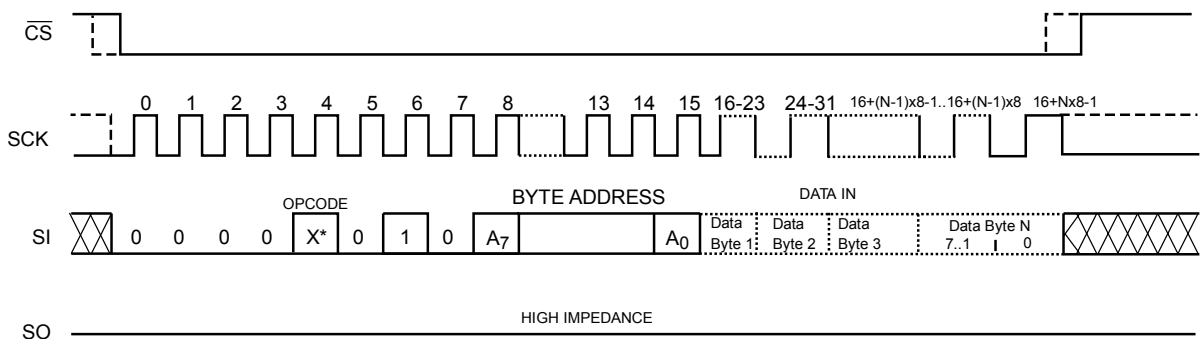 CS
0 1 2 3 4 5 6 7 8 13 14 15 16-23 24-31 16+(N-1)x8-1..16+(N-1)x8 16+Nx8-1
SCK
OPCODE BYTE ADDRESS DATA IN
SI 0 0 0 0 X* 0 1 0 A7 A0 Data Byte 1 Data Byte 2 Data Byte 3 Data Byte N
7..1 0
HIGH IMPEDANCE
SO